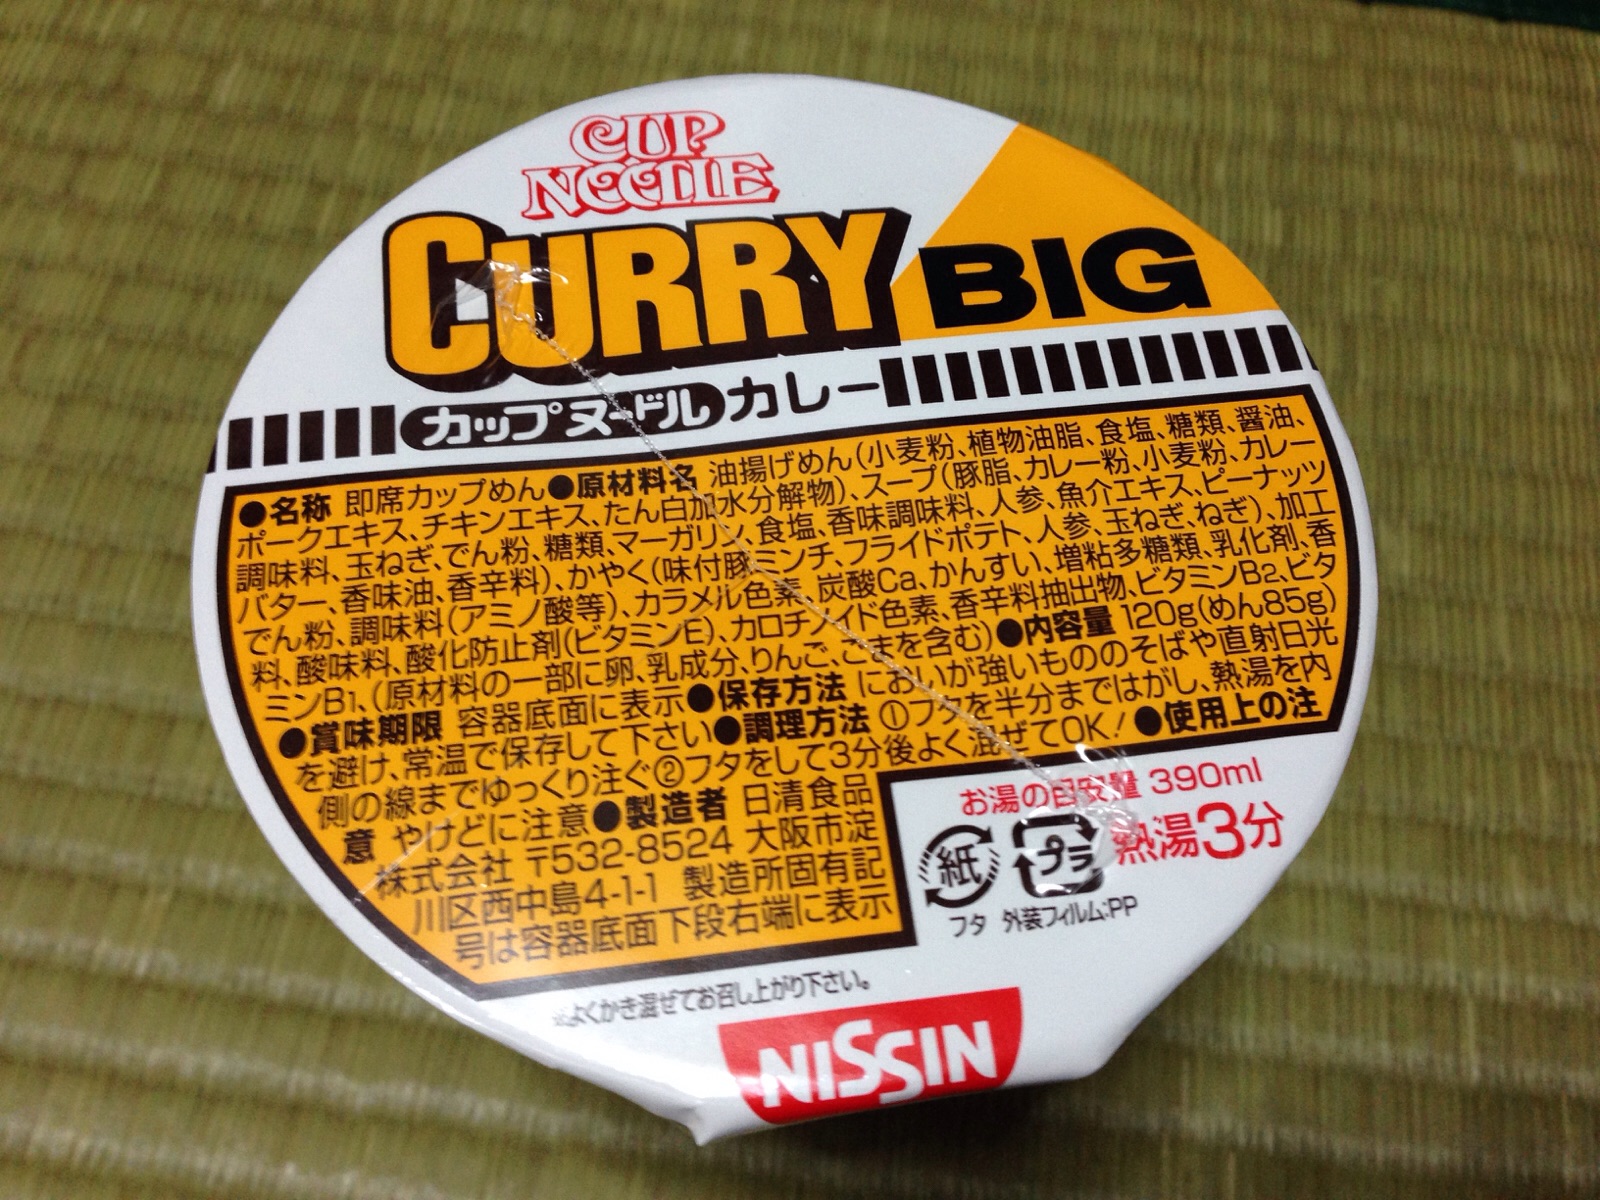 CUP
NOODLE
CURRY BIG
カップヌードル カレー
●名称 即席カップめん●原材料名 油揚げめん(小麦粉、植物油脂、食塩、糖類、醤油、
ポークエキス、チキンエキス、たん白加水分解物)、スープ(豚脂、カレー粉、小麦粉、カレー
調味料、玉ねぎ、でん粉、糖類、マーガリン、食塩、香味調味料、人参、魚介エキス、ピーナッツ
バター、香味油、香辛料)、かやく(味付豚ミンチ、フライドポテト、人参、玉ねぎ、ねぎ)、加工
でん粉、調味料(アミノ酸等)、カラメル色素、炭酸Ca、かんすい、増粘多糖類、乳化剤、香
料、酸味料、酸化防止剤(ビタミンE)、カロチノイド色素、香辛料抽出物、ビタミンB2、ビタ
ミンB1、(原材料の一部に卵、乳成分、りんご、ごまを含む)●内容量 120g(めん85g)
●賞味期限 容器底面に表示●保存方法 においが強いもののそばや直射日光
を避け、常温で保存して下さい●調理方法 ①フタを半分まではがし、熱湯を内
側の線までゆっくり注ぐ②フタをして3分後よく混ぜてOK!●使用上の注
意 やけどに注意●製造者 日清食品
株式会社 〒532-8524 大阪市淀
川区西中島4-1-1 製造所固有記
号は容器底面下段右端に表示
お湯の目安量 390ml
熱湯3分
紙 プラ
フタ 外装フィルム:PP
※よくかき混ぜてお召し上がり下さい。
NISSIN